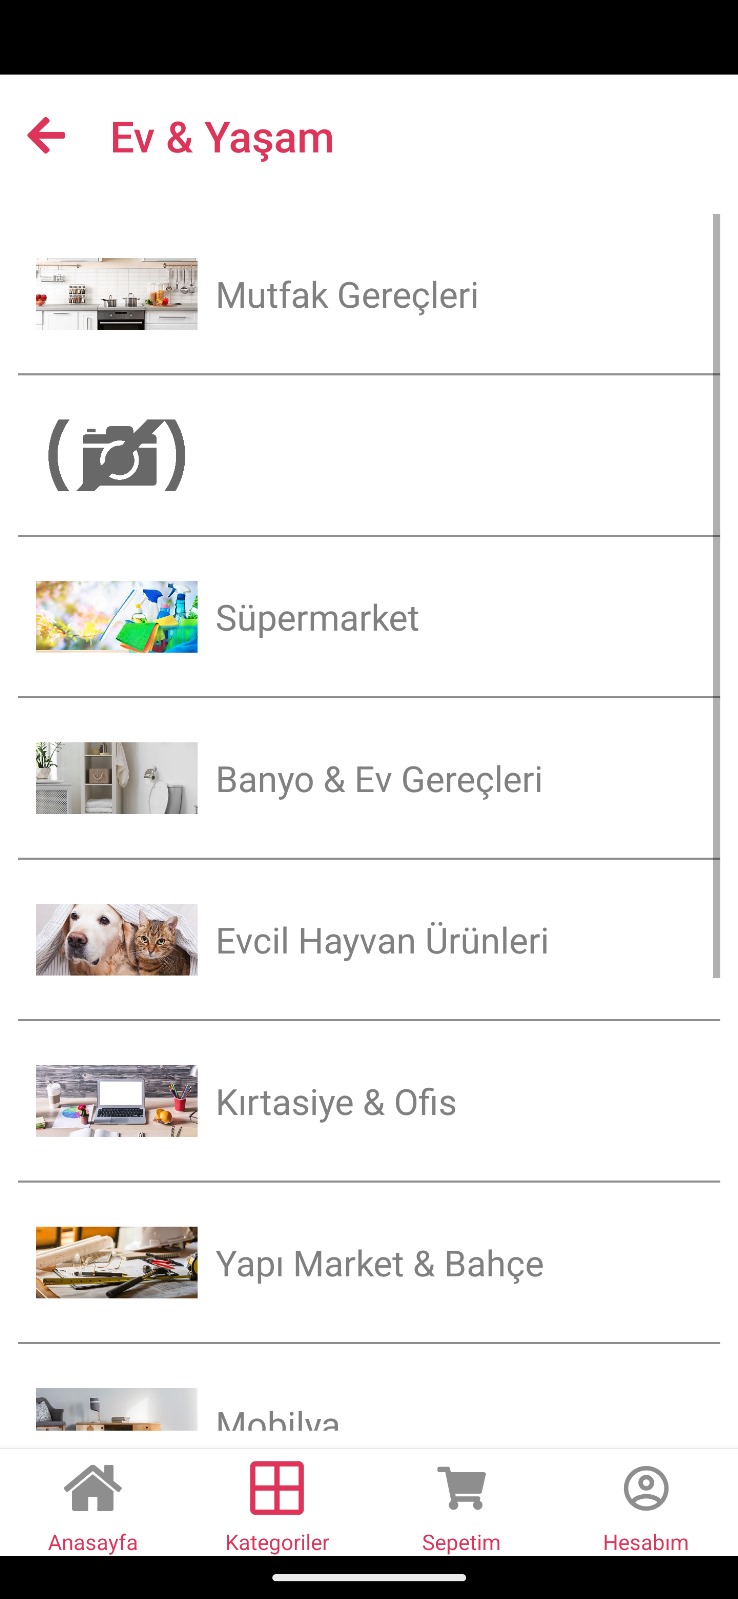 Ev & Yaşam
Mutfak Gereçleri
Süpermarket
Banyo & Ev Gereçleri
Evcil Hayvan Ürünleri
Kırtasiye & Ofis
Yapı Market & Bahçe
Mobilya
Anasayfa
Kategoriler
Sepetim
Hesabım